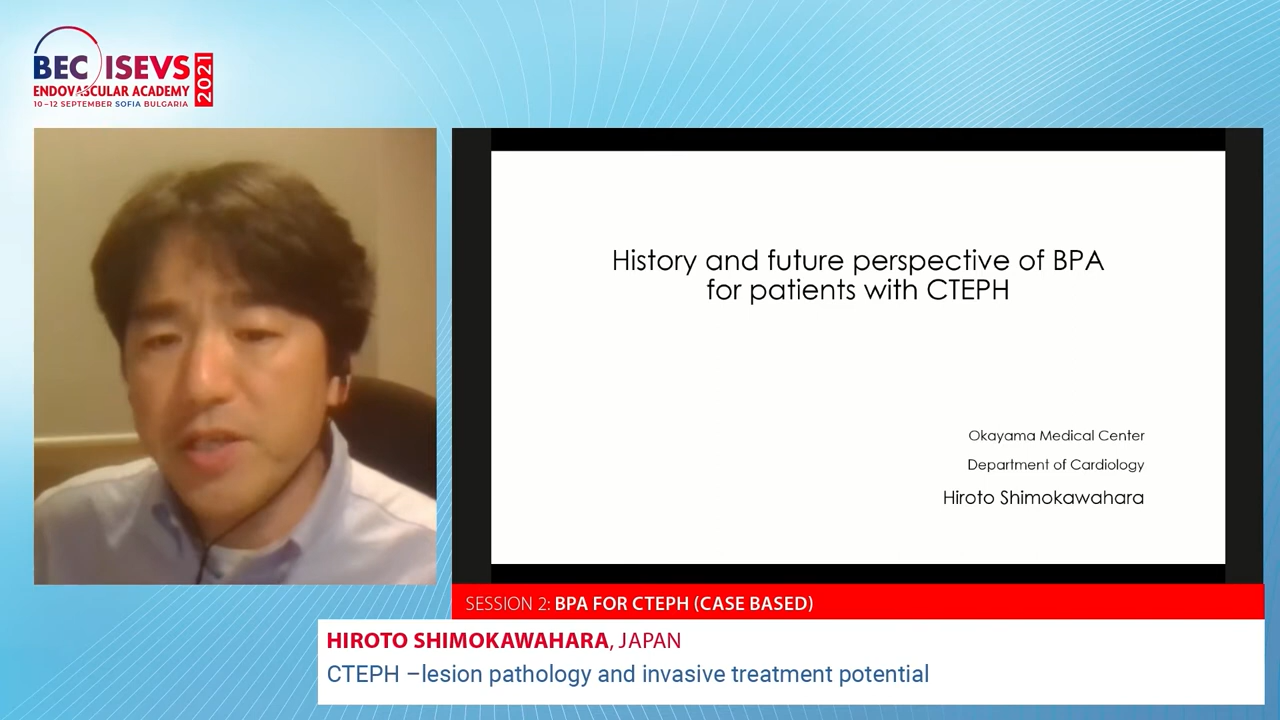 BEC ISEVS
2021
ENDOVASCULAR ACADEMY
10–12 SEPTEMBER SOFIA BULGARIA
History and future perspective of BPA
for patients with CTEPH
Okayama Medical Center
Department of Cardiology
Hiroto Shimokawahara
SESSION 2: BPA FOR CTEPH (CASE BASED)
HIROTO SHIMOKAWAHARA, JAPAN
CTEPH –lesion pathology and invasive treatment potential